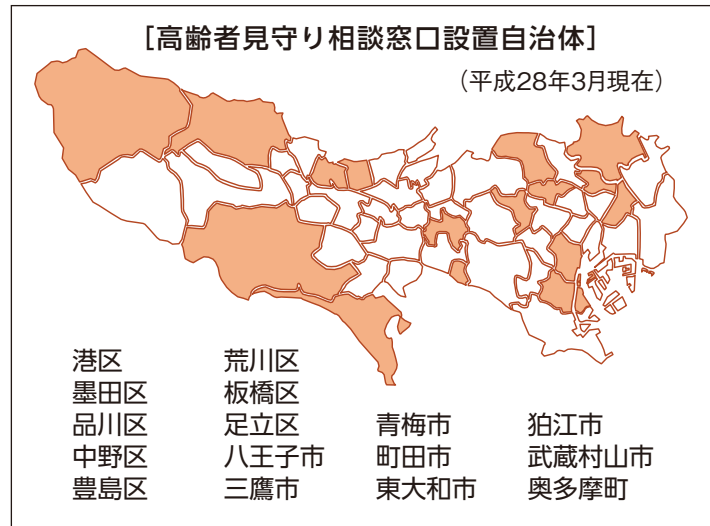 ［高齢者見守り相談窓口設置自治体］
（平成28年3月現在）
港区 荒川区
墨田区 板橋区
品川区 足立区 青梅市 狛江市
中野区 八王子市 町田市 武蔵村山市
豊島区 三鷹市 東大和市 奥多摩町